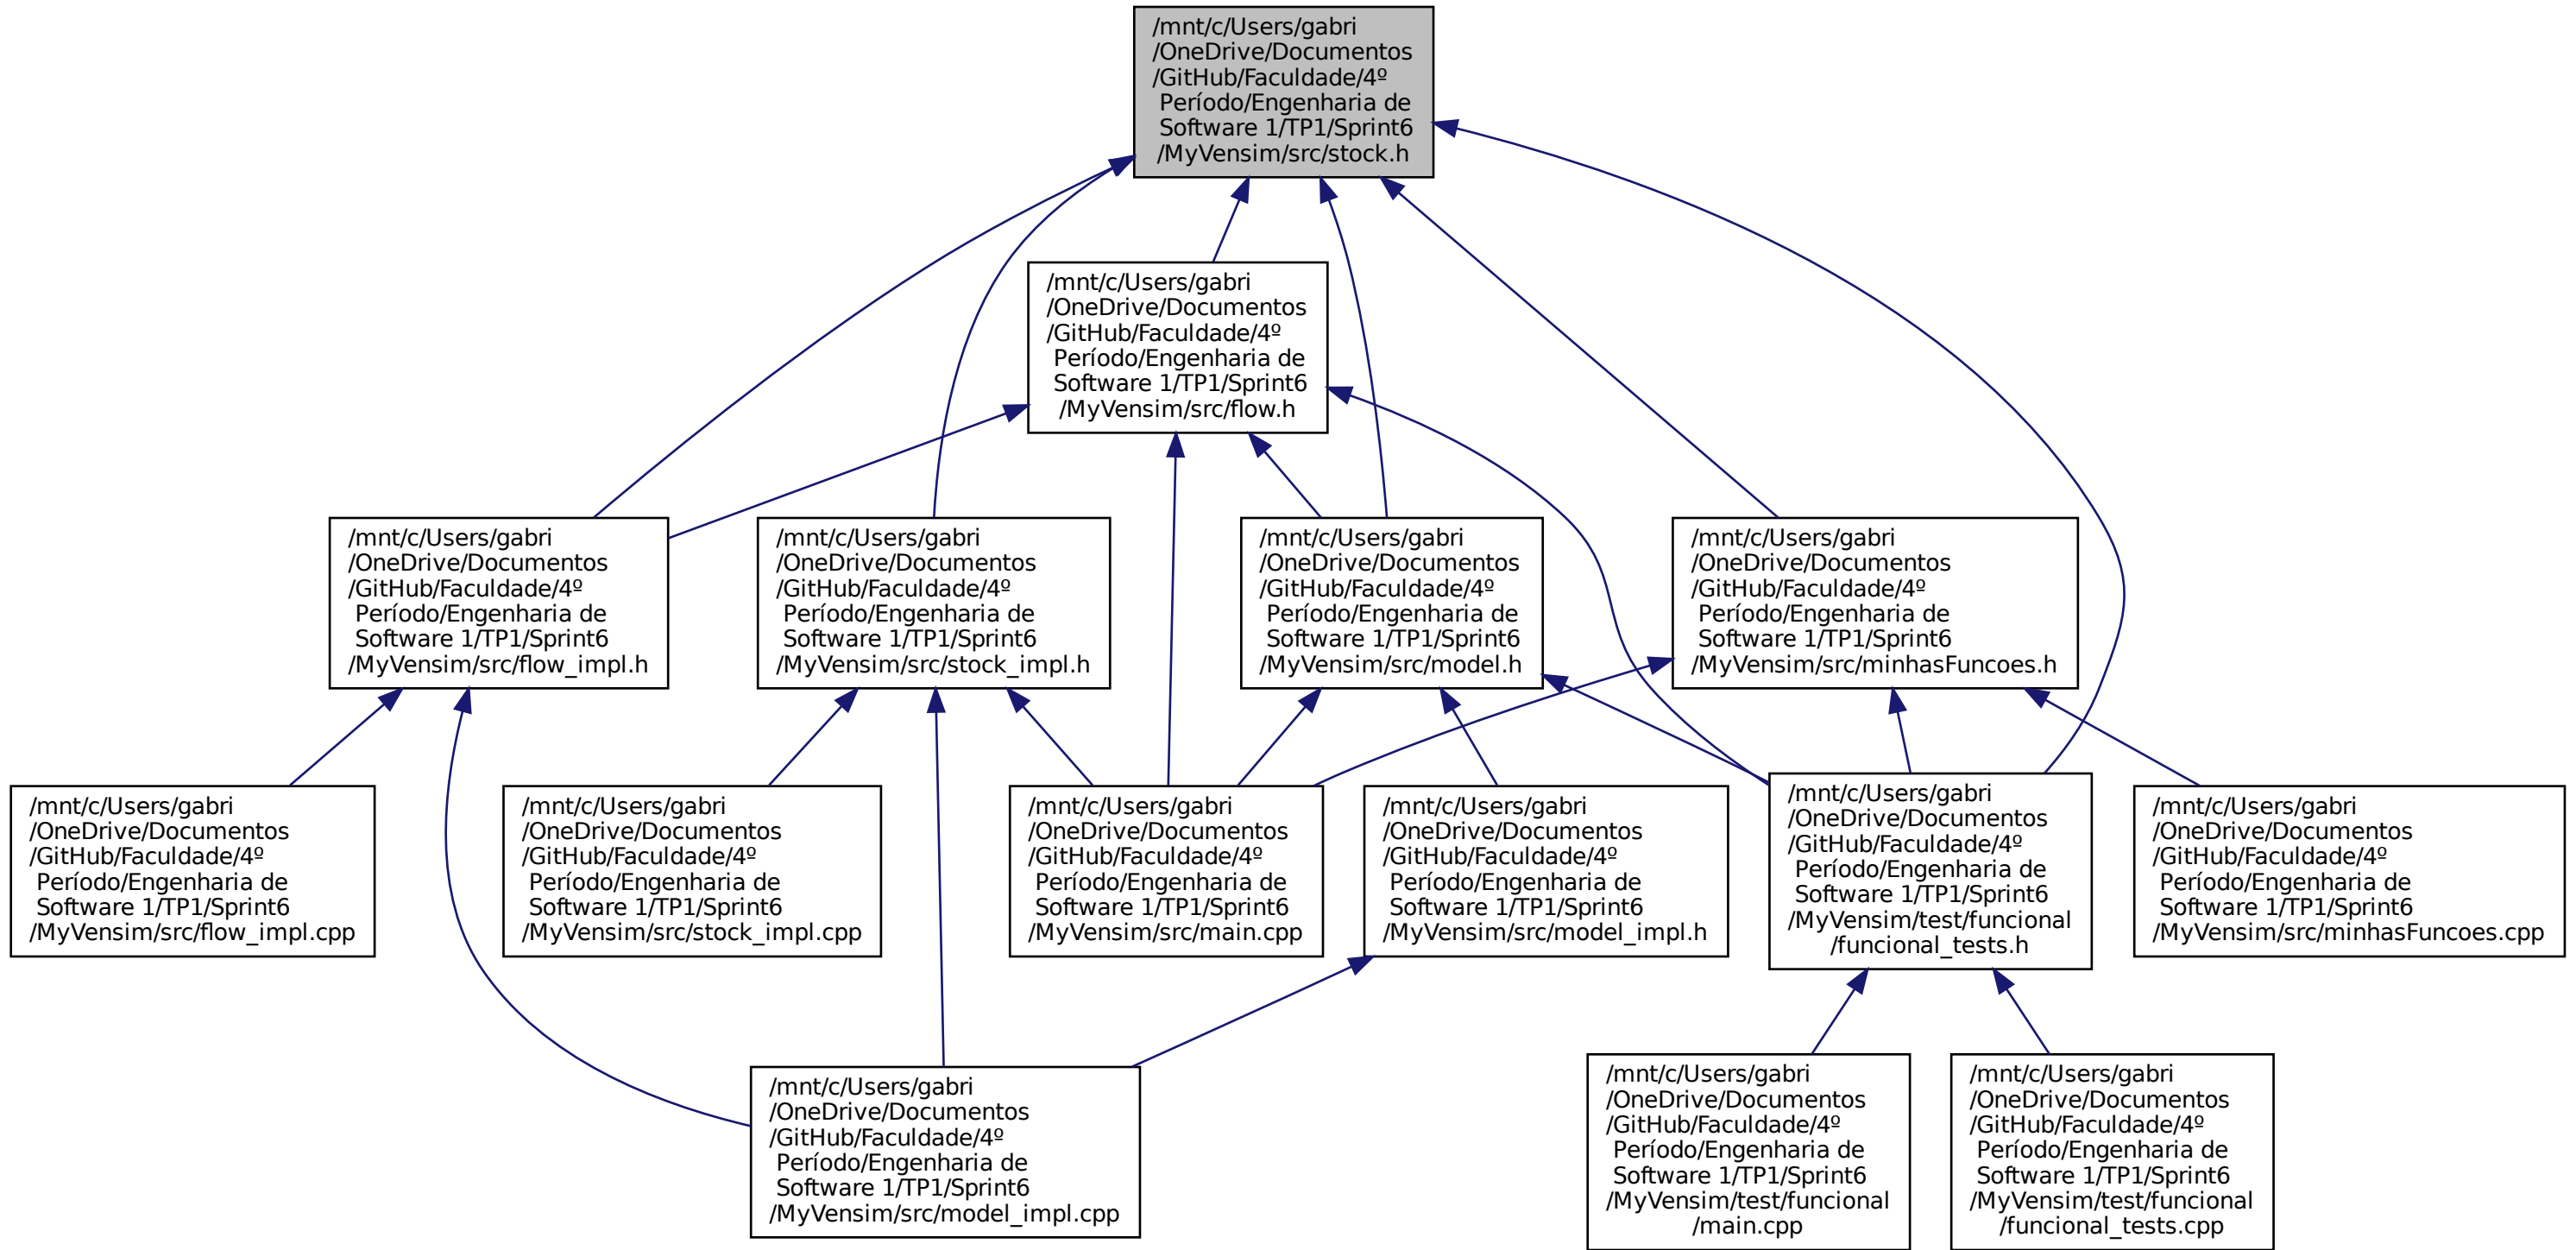 /mnt/c/Users/gabri
/OneDrive/Documentos
/GitHub/Faculdade/4º
Período/Engenharia de
Software 1/TP1/Sprint6
/MyVensim/src/stock.h
/mnt/c/Users/gabri
/OneDrive/Documentos
/GitHub/Faculdade/4º
Período/Engenharia de
Software 1/TP1/Sprint6
/MyVensim/src/flow.h
/mnt/c/Users/gabri
/OneDrive/Documentos
/GitHub/Faculdade/4º
Período/Engenharia de
Software 1/TP1/Sprint6
/MyVensim/src/flow_impl.h
/mnt/c/Users/gabri
/OneDrive/Documentos
/GitHub/Faculdade/4º
Período/Engenharia de
Software 1/TP1/Sprint6
/MyVensim/src/stock_impl.h
/mnt/c/Users/gabri
/OneDrive/Documentos
/GitHub/Faculdade/4º
Período/Engenharia de
Software 1/TP1/Sprint6
/MyVensim/src/model.h
/mnt/c/Users/gabri
/OneDrive/Documentos
/GitHub/Faculdade/4º
Período/Engenharia de
Software 1/TP1/Sprint6
/MyVensim/src/minhasFuncoes.h
/mnt/c/Users/gabri
/OneDrive/Documentos
/GitHub/Faculdade/4º
Período/Engenharia de
Software 1/TP1/Sprint6
/MyVensim/src/flow_impl.cpp
/mnt/c/Users/gabri
/OneDrive/Documentos
/GitHub/Faculdade/4º
Período/Engenharia de
Software 1/TP1/Sprint6
/MyVensim/src/stock_impl.cpp
/mnt/c/Users/gabri
/OneDrive/Documentos
/GitHub/Faculdade/4º
Período/Engenharia de
Software 1/TP1/Sprint6
/MyVensim/src/main.cpp
/mnt/c/Users/gabri
/OneDrive/Documentos
/GitHub/Faculdade/4º
Período/Engenharia de
Software 1/TP1/Sprint6
/MyVensim/src/model_impl.h
/mnt/c/Users/gabri
/OneDrive/Documentos
/GitHub/Faculdade/4º
Período/Engenharia de
Software 1/TP1/Sprint6
/MyVensim/test/funcional
/funcional_tests.h
/mnt/c/Users/gabri
/OneDrive/Documentos
/GitHub/Faculdade/4º
Período/Engenharia de
Software 1/TP1/Sprint6
/MyVensim/src/minhasFuncoes.cpp
/mnt/c/Users/gabri
/OneDrive/Documentos
/GitHub/Faculdade/4º
Período/Engenharia de
Software 1/TP1/Sprint6
/MyVensim/src/model_impl.cpp
/mnt/c/Users/gabri
/OneDrive/Documentos
/GitHub/Faculdade/4º
Período/Engenharia de
Software 1/TP1/Sprint6
/MyVensim/test/funcional
/main.cpp
/mnt/c/Users/gabri
/OneDrive/Documentos
/GitHub/Faculdade/4º
Período/Engenharia de
Software 1/TP1/Sprint6
/MyVensim/test/funcional
/funcional_tests.cpp